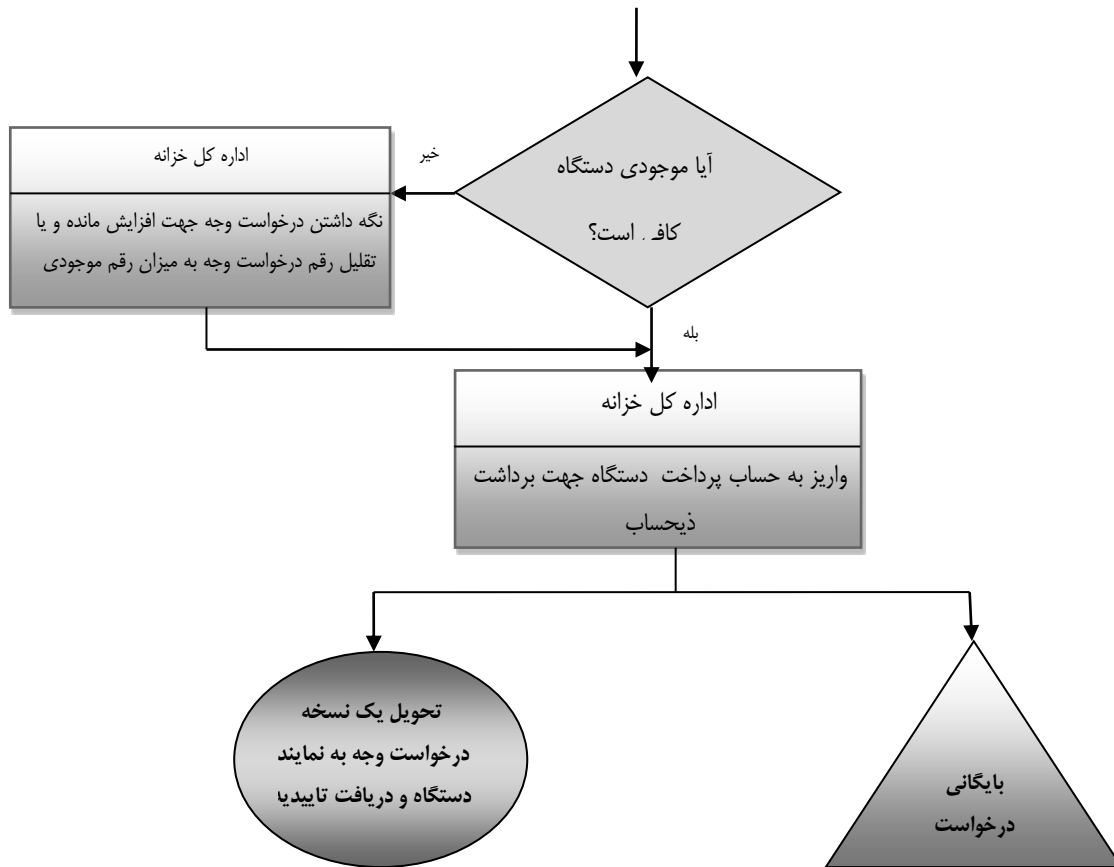 آیا موجودی دستگاه
کافی است؟
خیر
اداره کل خزانه
نگه داشتن درخواست وجه جهت افزایش مانده و یا
تقلیل رقم درخواست وجه به میزان رقم موجودی
بله
اداره کل خزانه
واریز به حساب پرداخت دستگاه جهت برداشت
ذیحساب
تحویل یک نسخه
درخواست وجه به نمایند
دستگاه و دریافت تاییدیه
بایگانی
درخواست